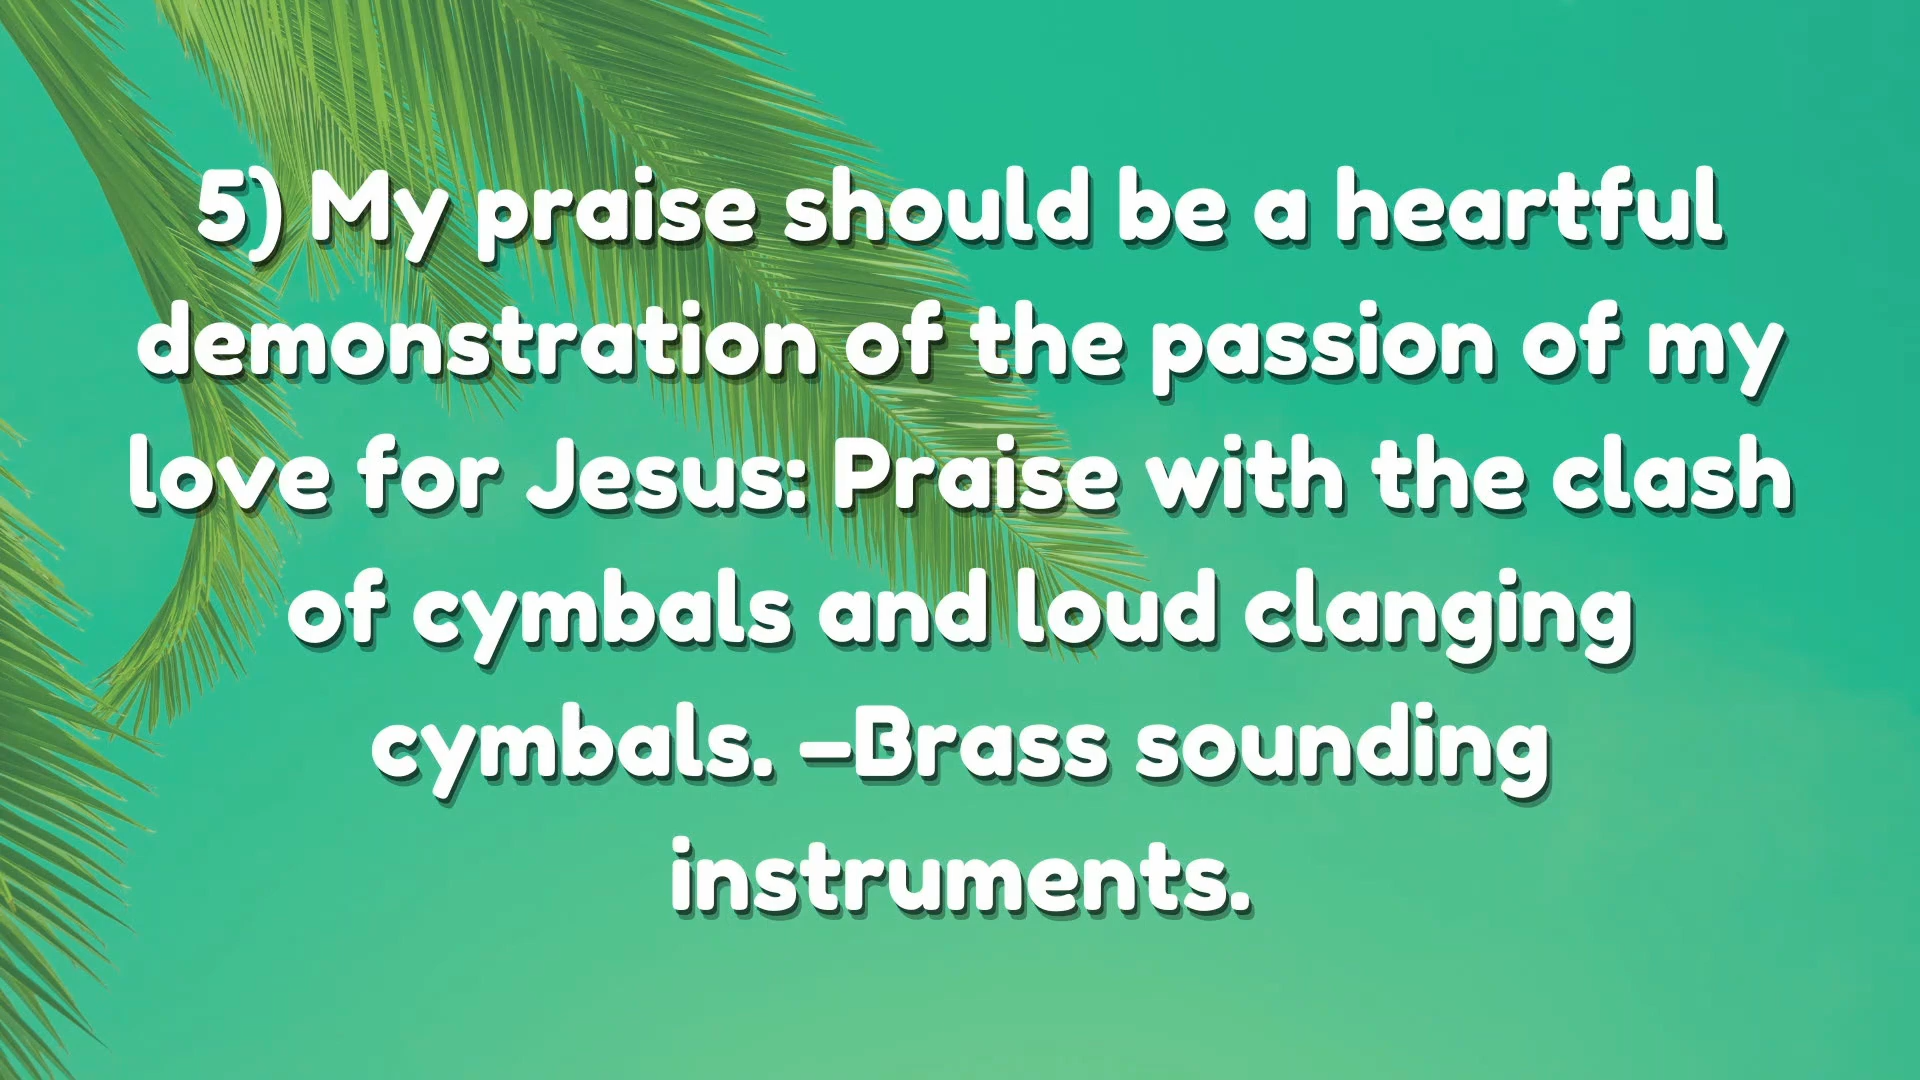 5) My praise should be a heartful
demonstration of the passion of my
love for Jesus: Praise with the clash
of cymbals and loud clanging
cymbals. –Brass sounding
instruments.